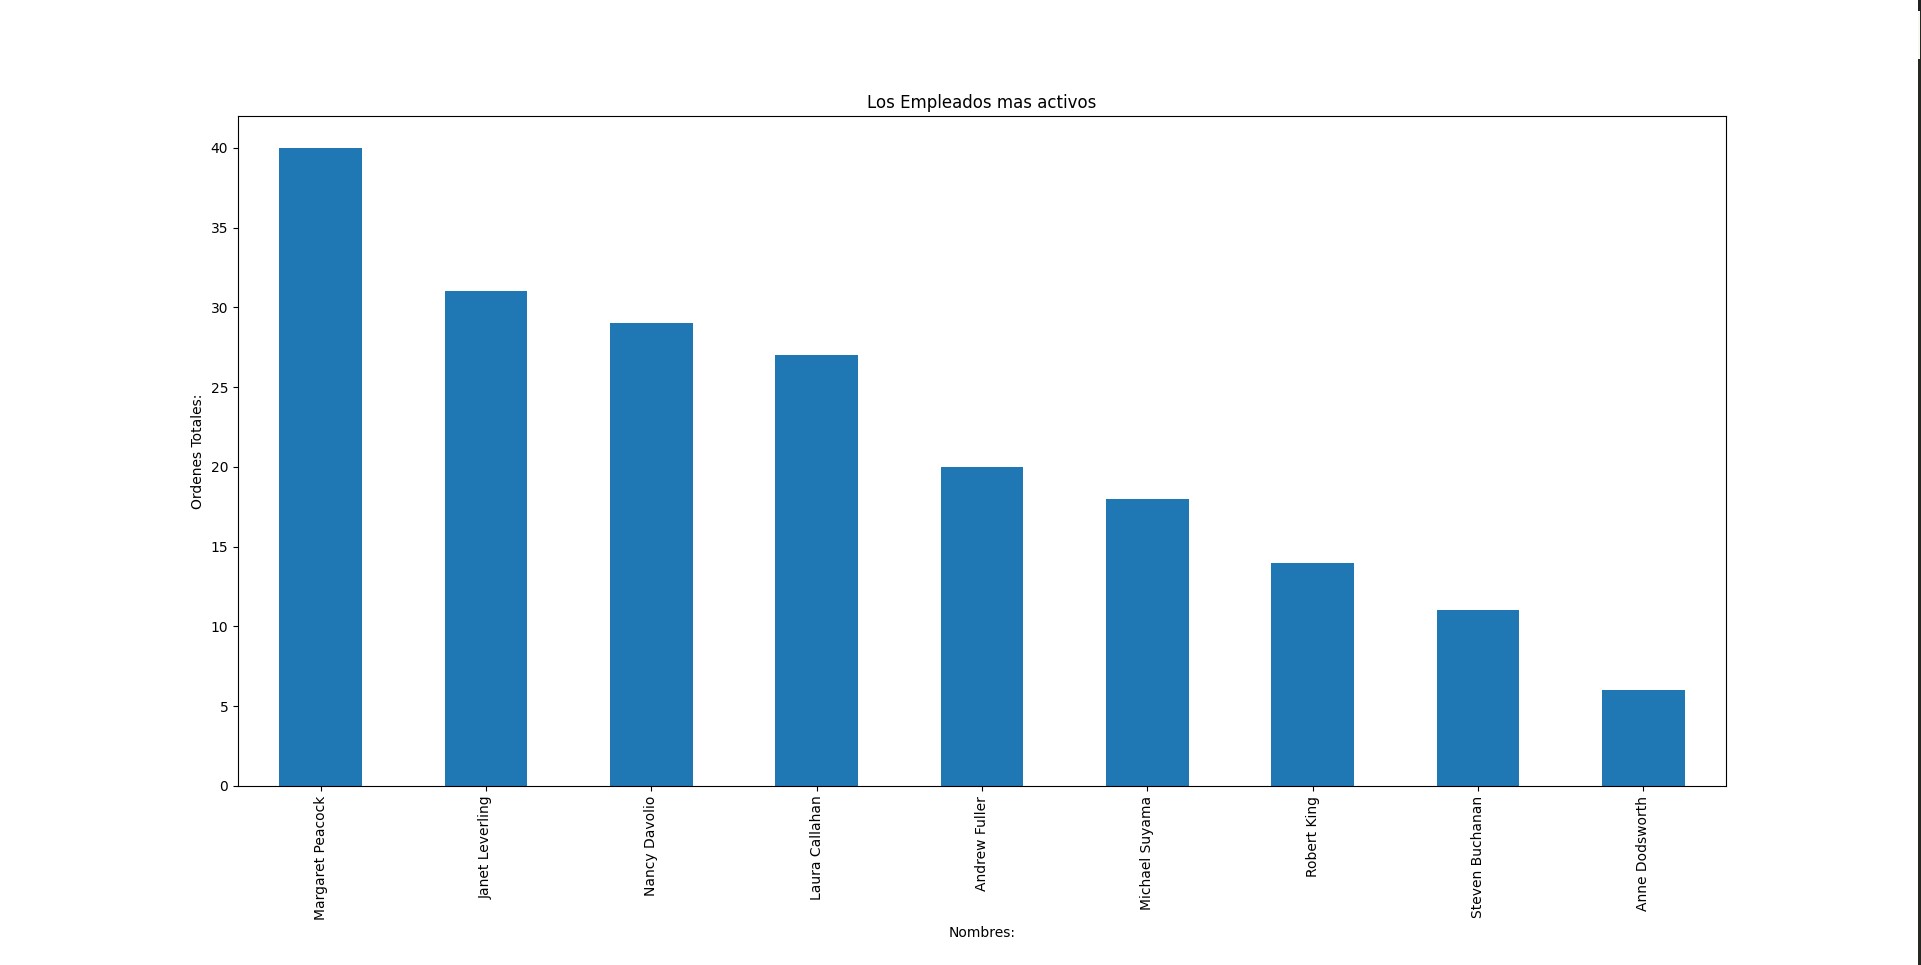 Los Empleados mas activos
Ordenes Totales:
40
35
30
25
20
15
10
5
0
Margaret Peacock
Janet Leverling
Nancy Davolio
Laura Callahan
Andrew Fuller
Michael Suyama
Robert King
Steven Buchanan
Anne Dodsworth
Nombres: